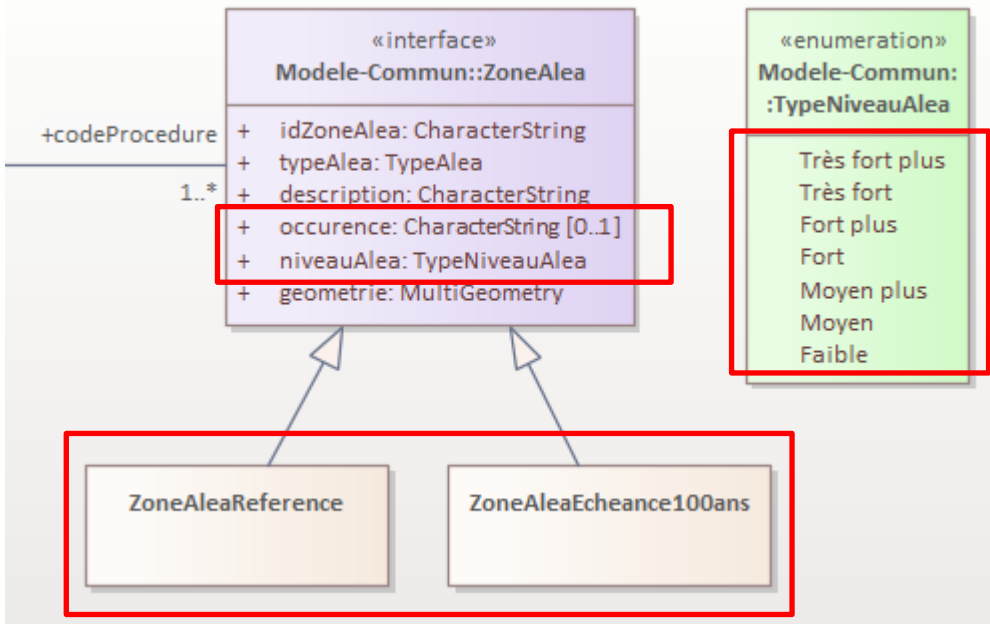 «interface»
Modele-Commun::ZoneAlea
+codeProcedure
1..*
+ idZoneAlea: CharacterString
+ typeAlea: TypeAlea
+ description: CharacterString
+ occurence: CharacterString [0..1]
+ niveauAlea: TypeNiveauAlea
+ geometrie: MultiGeometry
«enumeration»
Modele-Commun:
:TypeNiveauAlea
Très fort plus
Très fort
Fort plus
Fort
Moyen plus
Moyen
Faible
ZoneAleaReference
ZoneAleaEcheance100ans